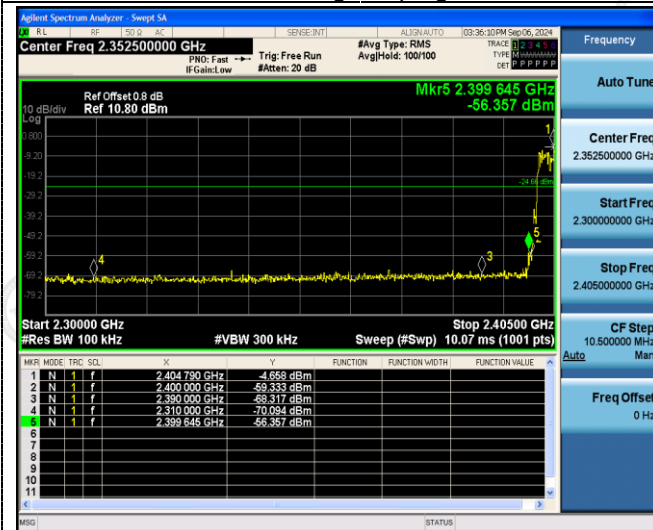 Agilent Spectrum Analyzer - Swept SA
RL RF 50 Ω AC SENSE:INT ALIGN AUTO 03:36:10 PM Sep 06, 2024
Center Freq 2.352500000 GHz
PNO: Fast
IFGain:Low
Trig: Free Run
#Atten: 20 dB
#Avg Type: RMS
Avg|Hold: 100/100
TRACE 1 2 3 4 5 6
TYPE M
DET P P P P P P
Frequency
Auto Tune
Mkr5 2.399 645 GHz
-56.357 dBm
Ref Offset 0.8 dB
Ref 10.80 dBm
10 dB/div
Log
0.800
-9.20
-19.2
-29.2
-39.2
-49.2
-59.2
-69.2
-79.2
1
-24.66 dBm
5
2
3
4
Center Freq
2.352500000 GHz
Start Freq
2.300000000 GHz
Stop Freq
2.405000000 GHz
Start 2.30000 GHz
Stop 2.40500 GHz
#Res BW 100 kHz
#VBW 300 kHz
Sweep (#Swp) 10.07 ms (1001 pts)
CF Step
10.500000 MHz
Auto Man
Freq Offset
0 Hz
MKR MODE TRC SCL X Y FUNCTION FUNCTION WIDTH FUNCTION VALUE
1 N 1 f 2.404 790 GHz -4.658 dBm
2 N 1 f 2.400 000 GHz -59.333 dBm
3 N 1 f 2.390 000 GHz -68.317 dBm
4 N 1 f 2.310 000 GHz -70.094 dBm
5 N 1 f 2.399 645 GHz -56.357 dBm
6
7
8
9
10
11
MSG
STATUS